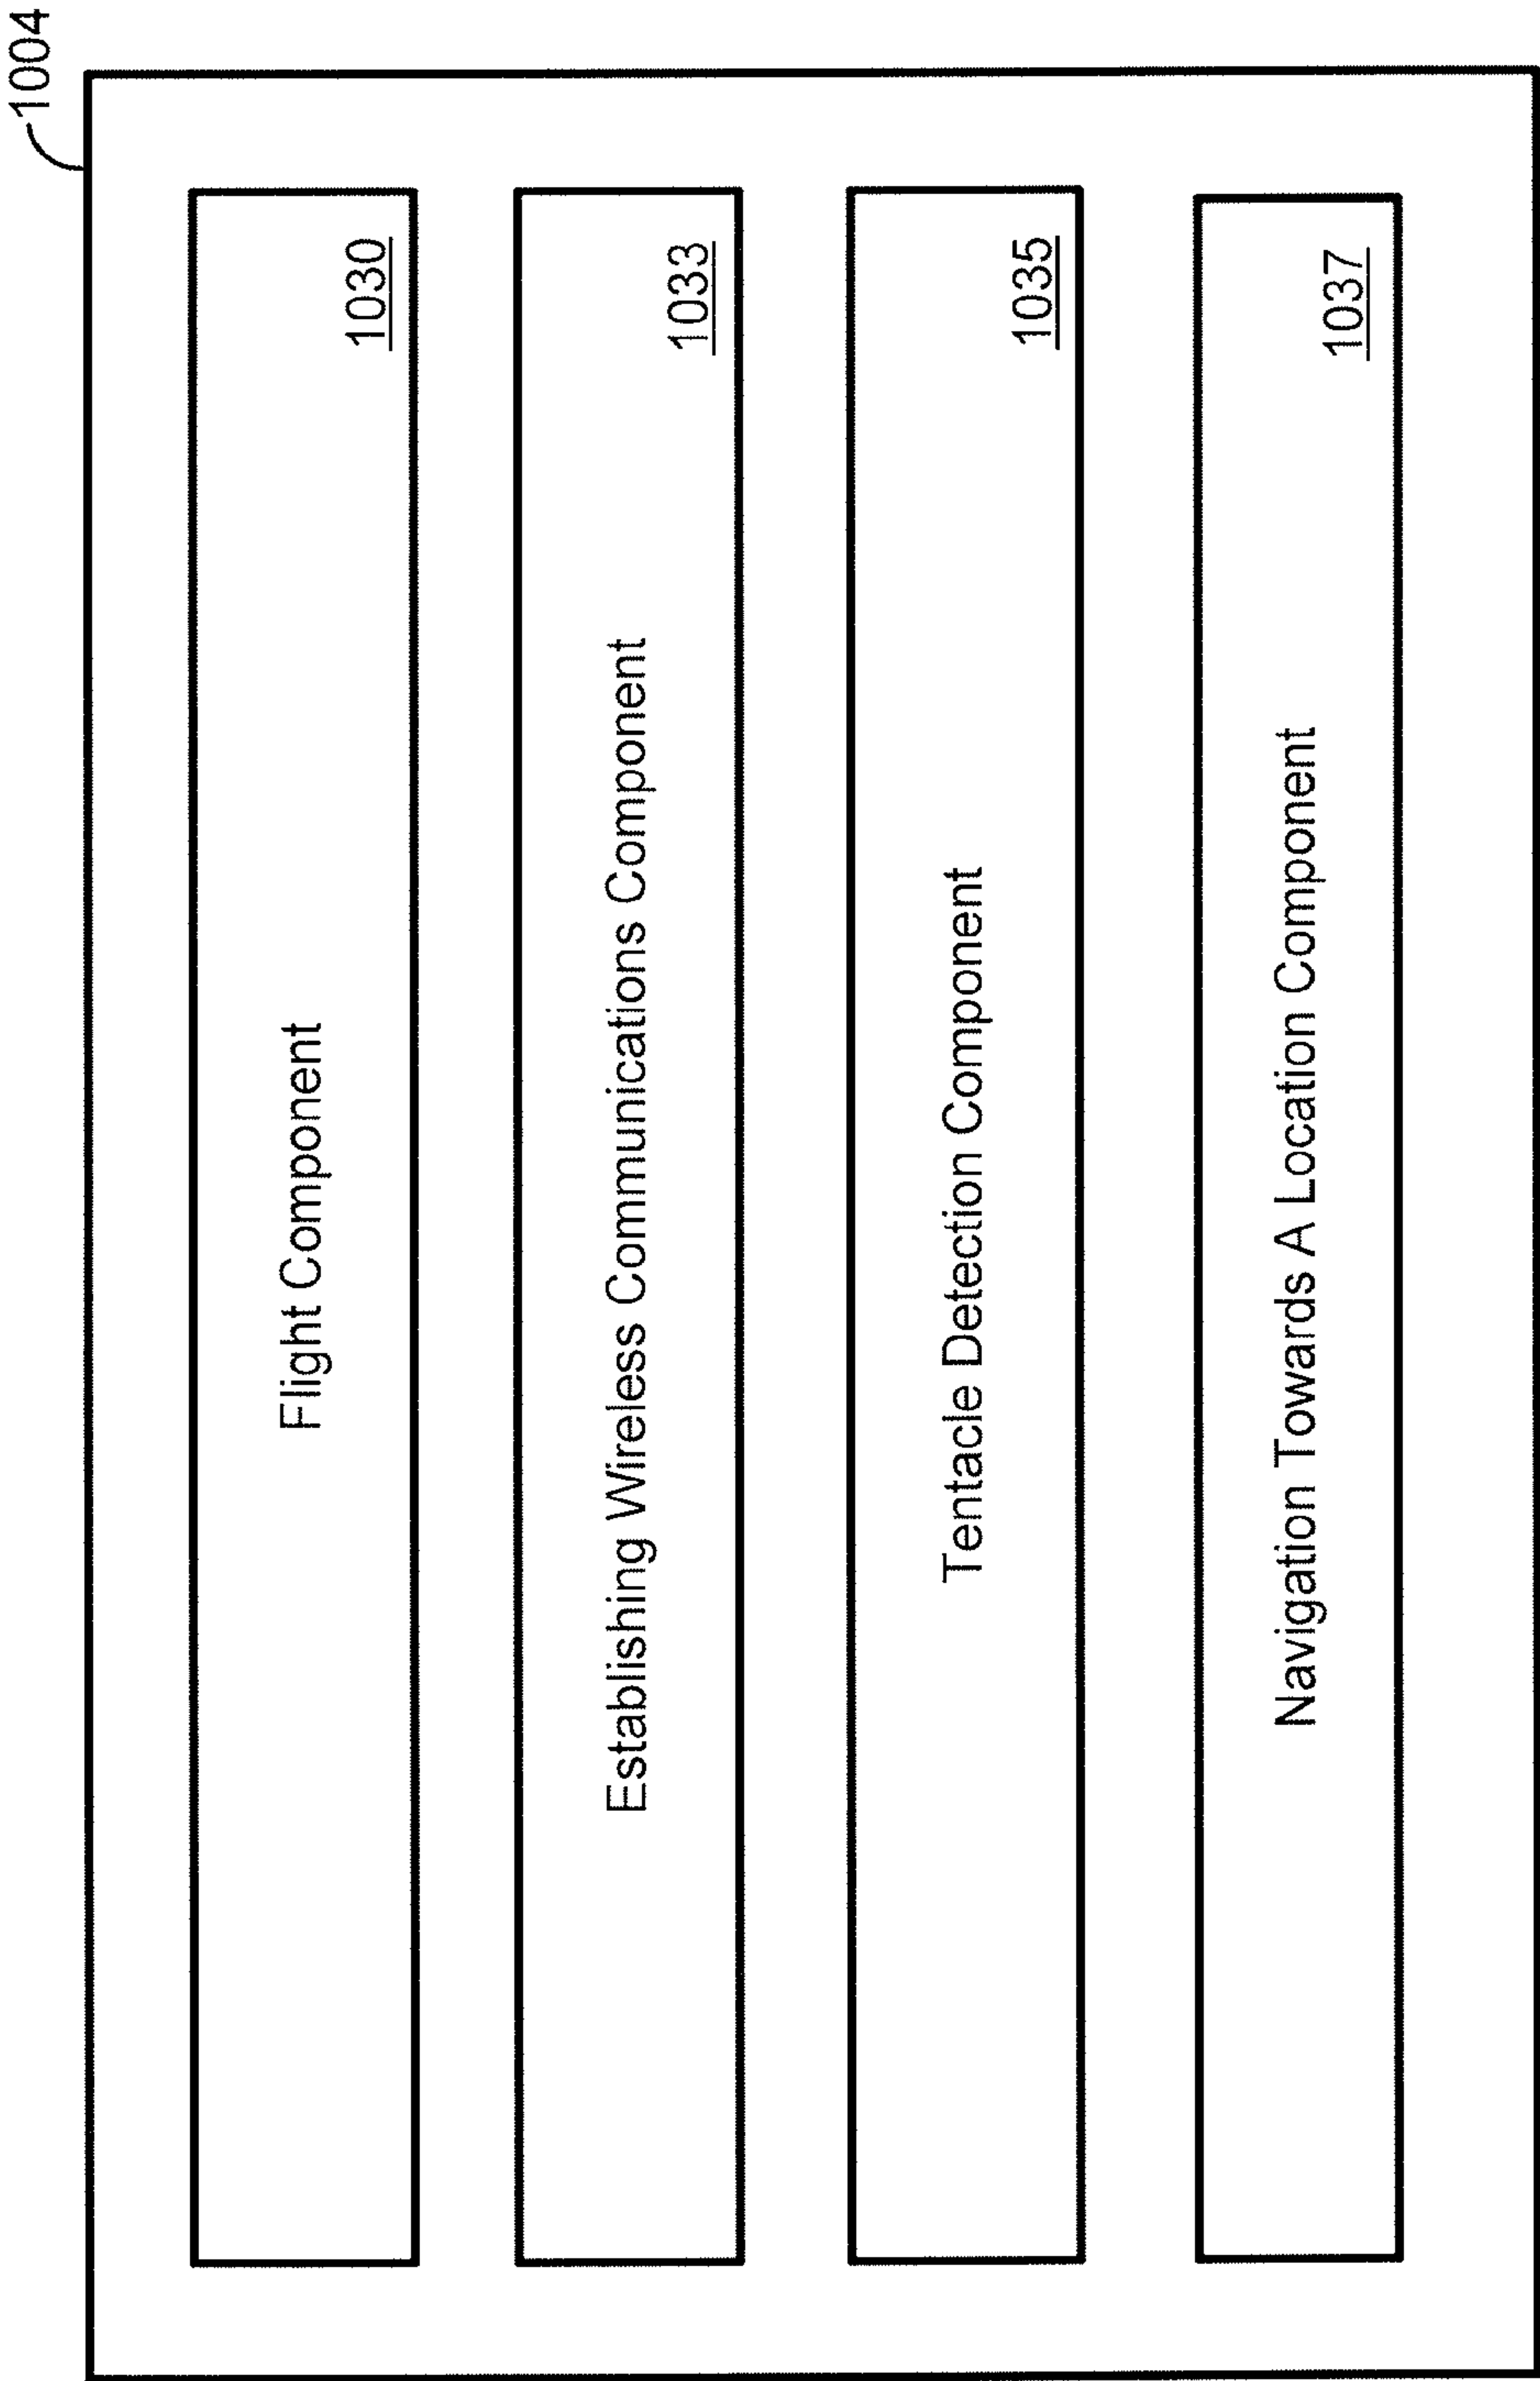 1004
Flight Component
1030
Establishing Wireless Communications Component
1033
Tentacle Detection Component
1035
Navigation Towards A Location Component
1037